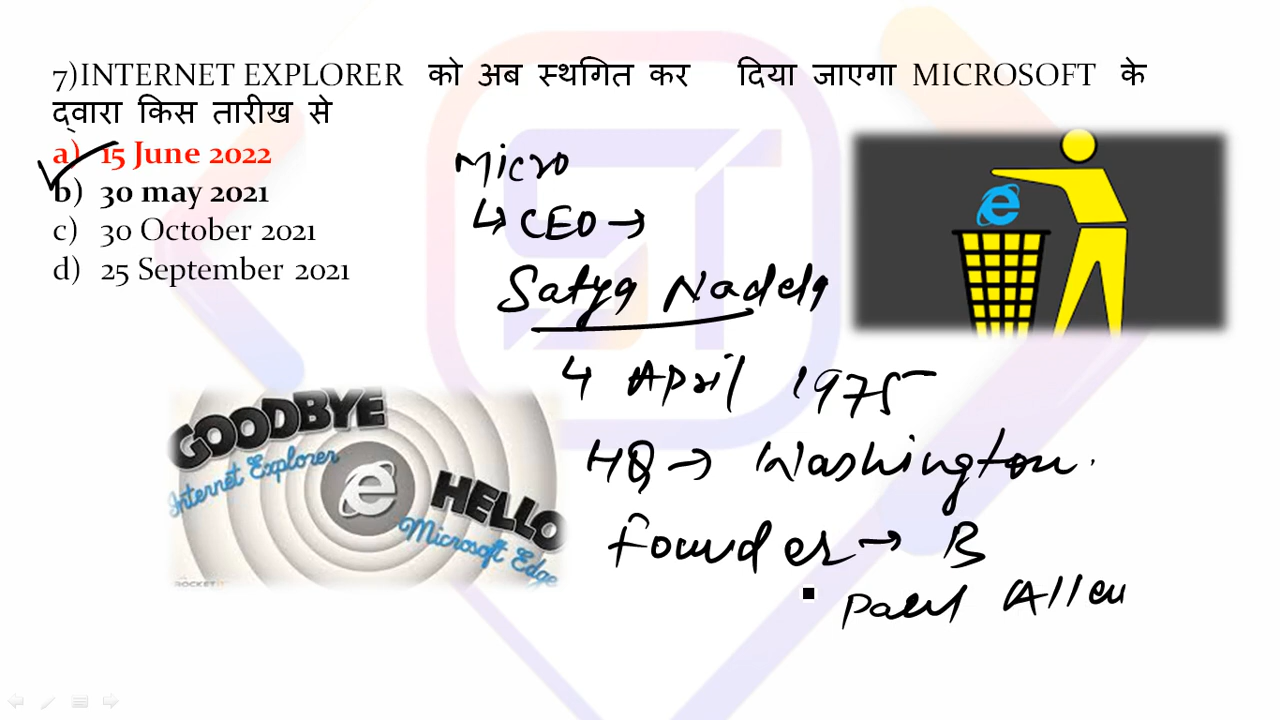 7)INTERNET EXPLORER को अब स्थगित कर दिया जाएगा MICROSOFT के
द्वारा किस तारीख से
a) 15 June 2022
b) 30 may 2021
c) 30 October 2021
d) 25 September 2021
Micro
↳ CEO →
Satya Nadela
4 April 1975
HQ → Washington.
founder → B
Paul Allen
GOODBYE
Internet Explorer
HELLO
Microsoft Edge